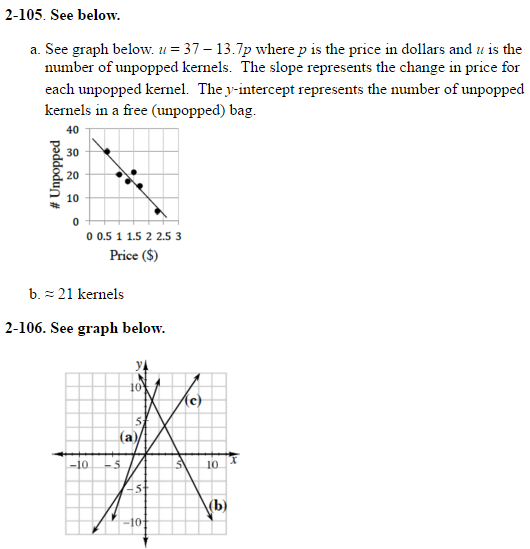 2-105. See below.
a. See graph below. u = 37 – 13.7p where p is the price in dollars and u is the
number of unpopped kernels. The slope represents the change in price for
each unpopped kernel. The y-intercept represents the number of unpopped
kernels in a free (unpopped) bag.
40
30
20
10
0
# Unpopped
0 0.5 1 1.5 2 2.5 3
Price ($)
b. ≈ 21 kernels
2-106. See graph below.
y
10
(c)
5
(a)
-10 -5 5 10 x
-5
(b)
-10